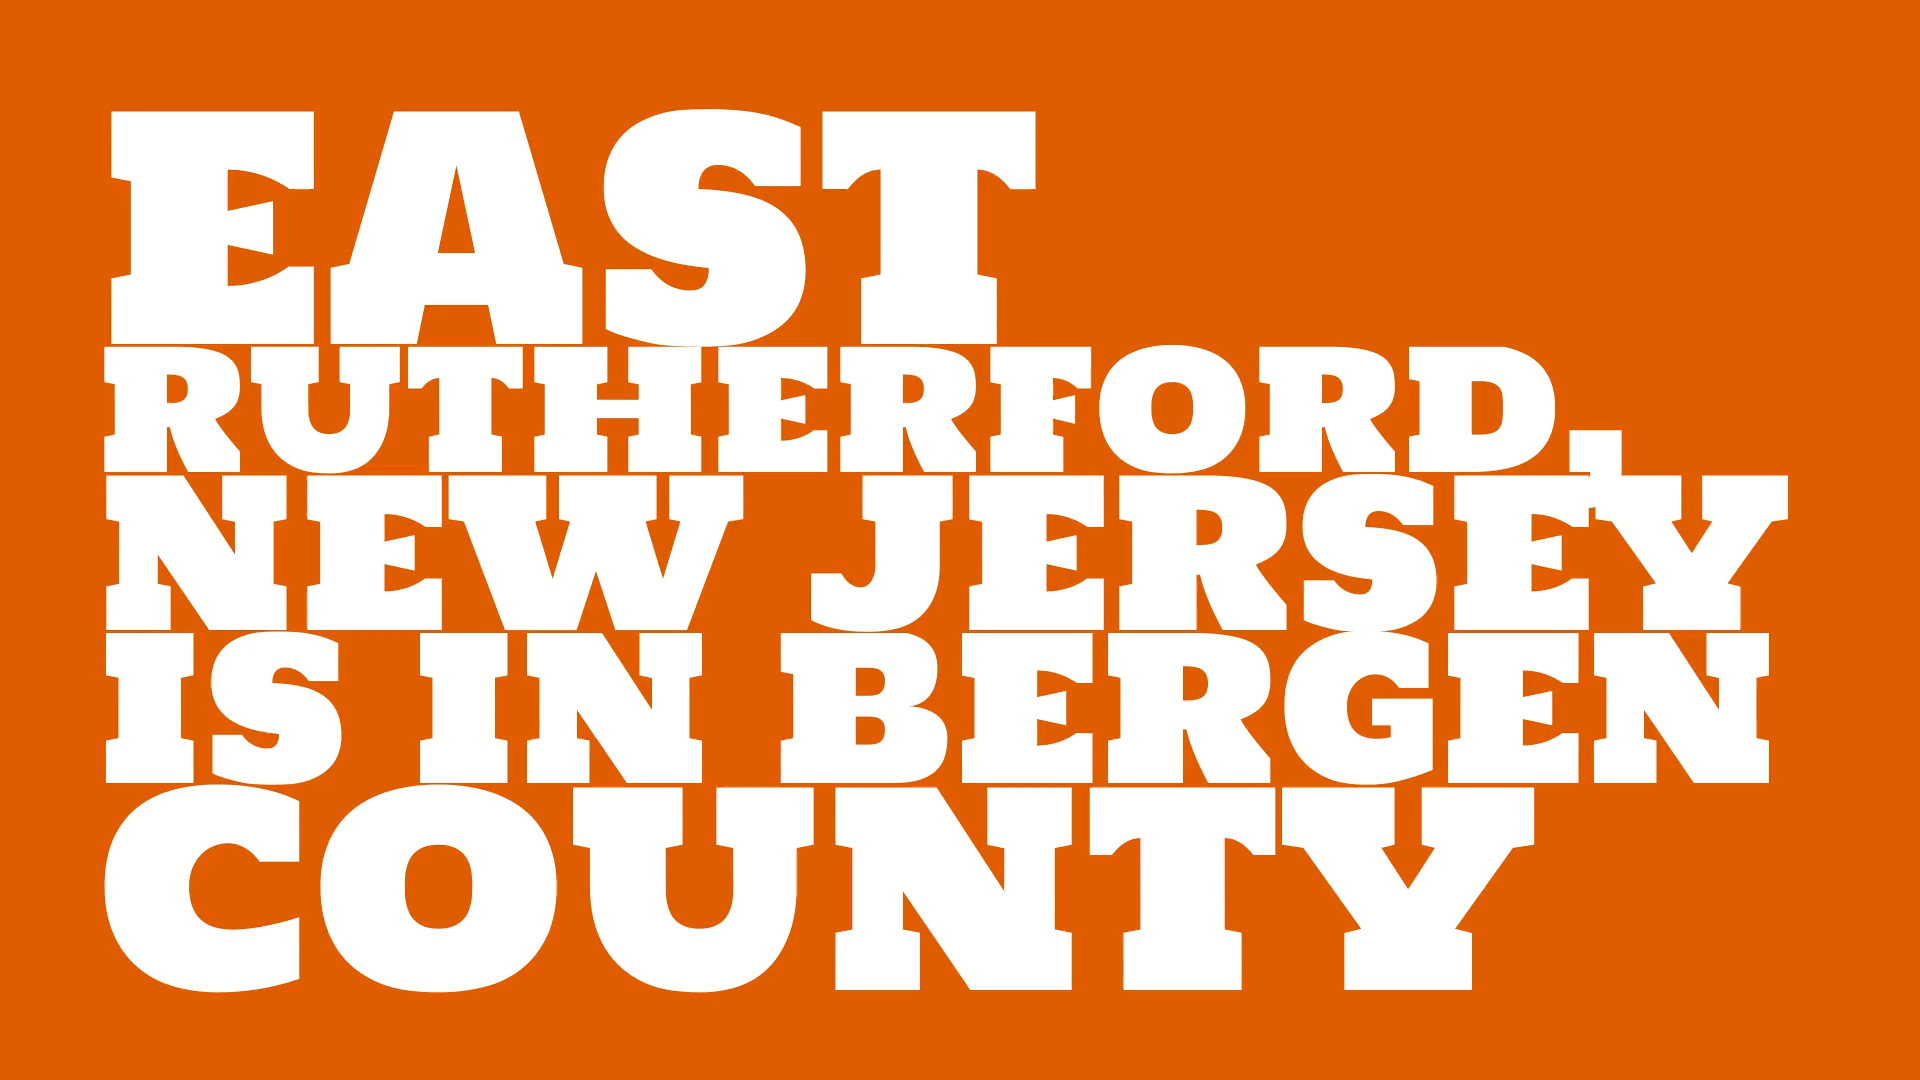 EAST
RUTHERFORD,
NEW JERSEY
IS IN BERGEN
COUNTY